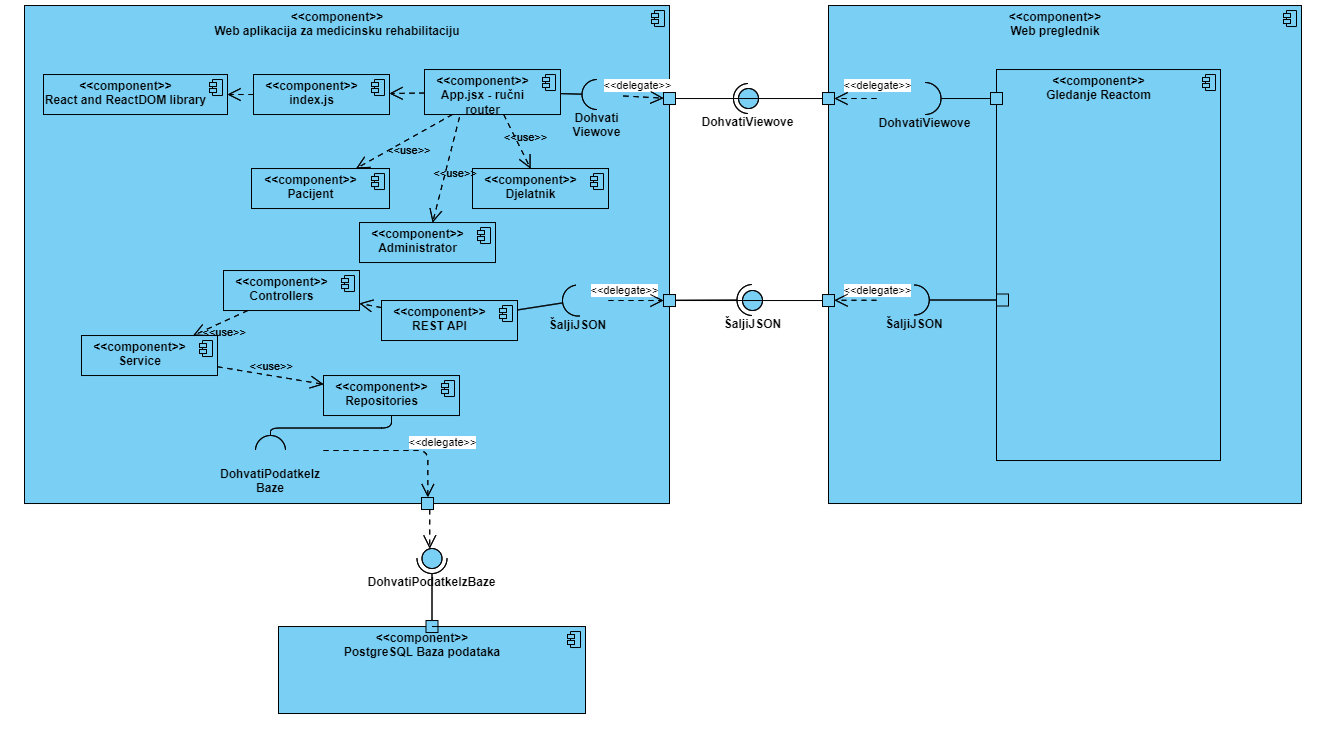 <<component>>
Web aplikacija za medicinsku rehabilitaciju
<<component>>
React and ReactDOM library
<<component>>
index.js
<<component>>
App.jsx - ručni
router
Dohvati
Viewove
<<delegate>>
<<use>>
<<use>>
<<use>>
<<component>>
Pacijent
<<component>>
Djelatnik
<<component>>
Administrator
<<component>>
Controllers
<<component>>
REST API
ŠaljiJSON
<<delegate>>
<<use>>
<<component>>
Service
<<use>>
<<component>>
Repositories
DohvatiPodatkeIz
Baze
<<delegate>>
DohvatiViewove
ŠaljiJSON
<<component>>
Web preglednik
<<delegate>>
DohvatiViewove
<<component>>
Gledanje Reactom
<<delegate>>
ŠaljiJSON
DohvatiPodatkeIzBaze
<<component>>
PostgreSQL Baza podataka